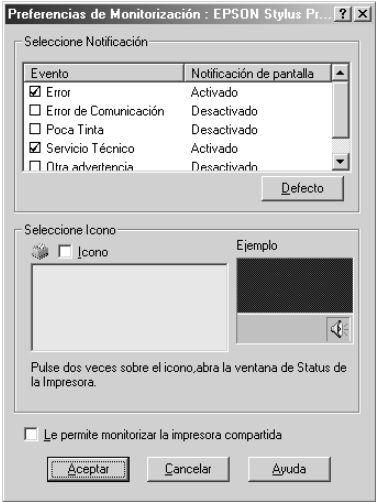 Preferencias de Monitorización : EPSON Stylus Pr...
Seleccione Notificación
Evento Notificación de pantalla
Error Activado
Error de Comunicación Desactivado
Poca Tinta Desactivado
Servicio Técnico Activado
Otra advertencia Desactivado
Defecto
Seleccione Icono
Icono
Ejemplo
Pulse dos veces sobre el icono,abra la ventana de Status de
la Impresora.
Le permite monitorizar la impresora compartida
Aceptar Cancelar Ayuda